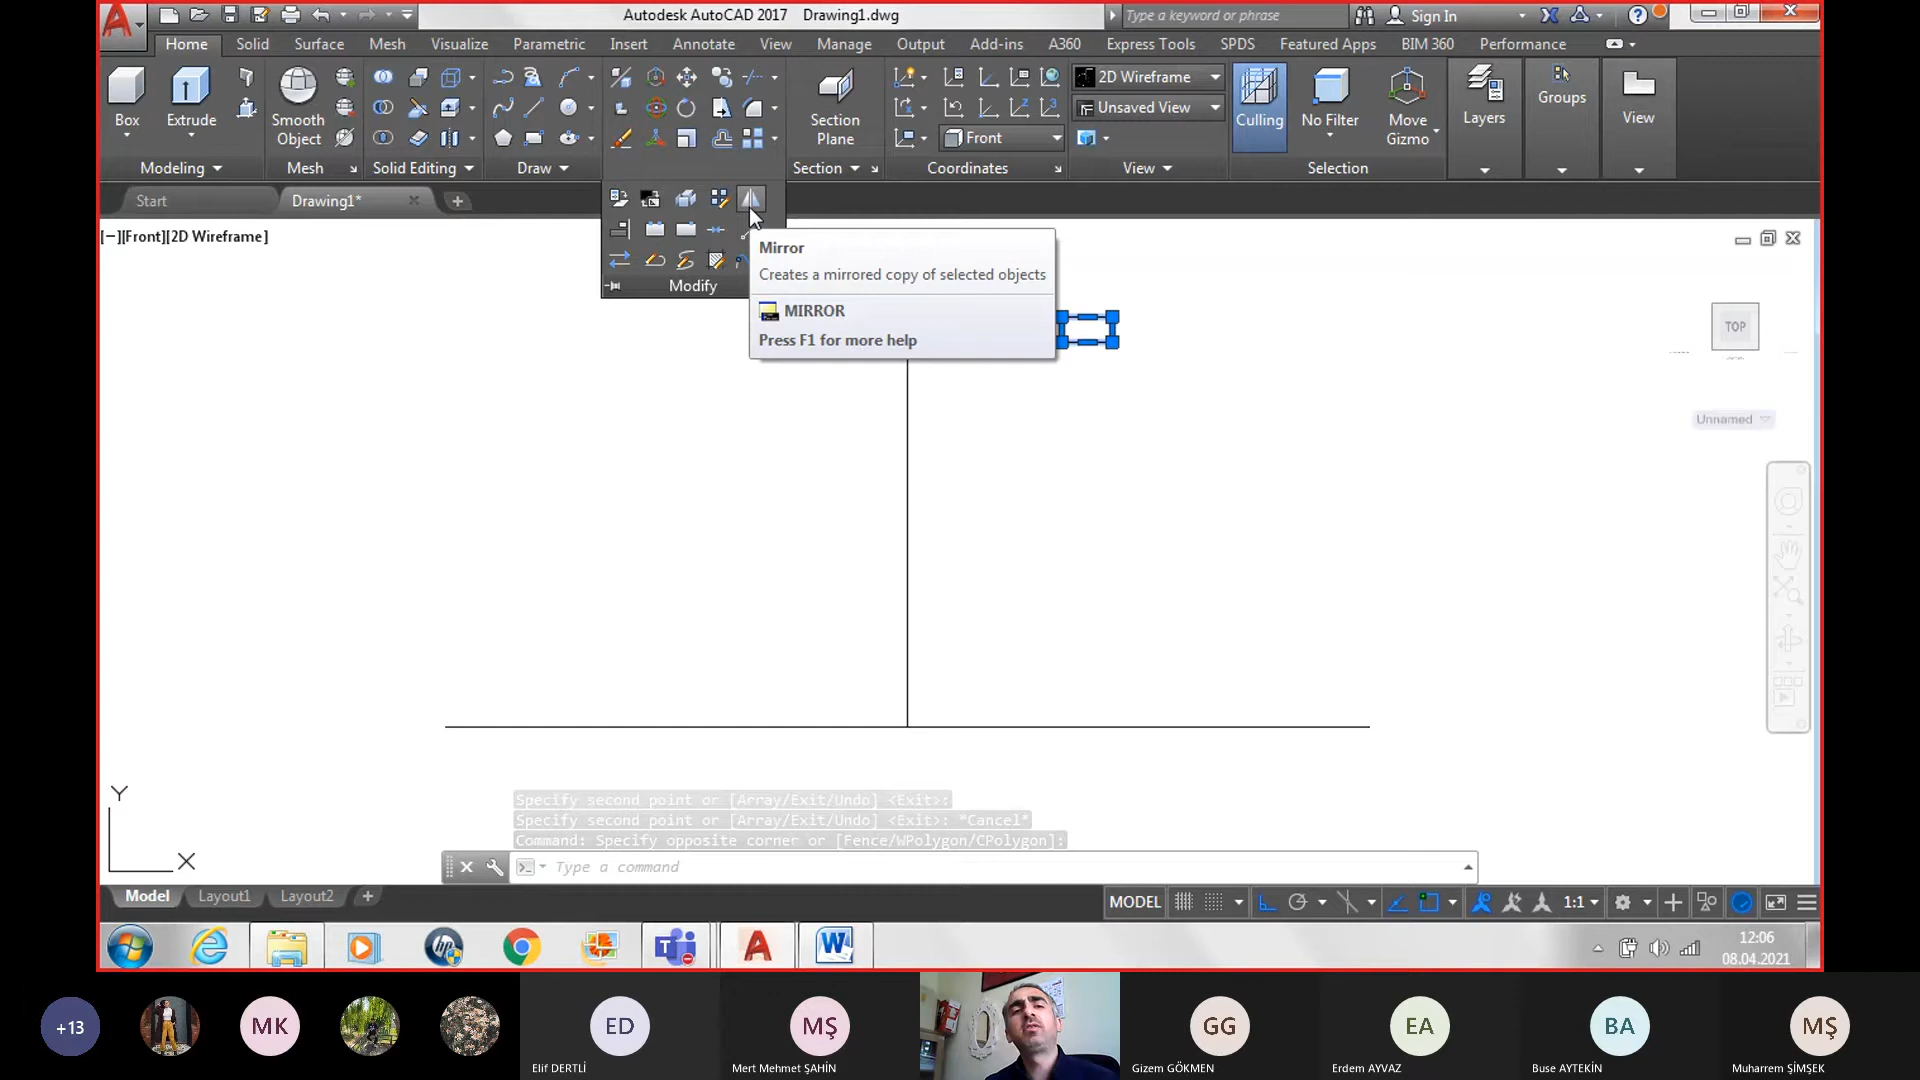 Autodesk AutoCAD 2017 Drawing1.dwg
Type a keyword or phrase
Sign In
Home Solid Surface Mesh Visualize Parametric Insert Annotate View Manage Output Add-ins A360 Express Tools SPDS Featured Apps BIM 360 Performance
Box
Extrude
Smooth
Object
Section
Plane
2D Wireframe
Unsaved View
Front
Culling
No Filter
Move
Gizmo
Layers
Groups
View
Modeling
Mesh
Solid Editing
Draw
Section
Coordinates
View
Selection
Start
Drawing1*
[−][Front][2D Wireframe]
Modify
Mirror
Creates a mirrored copy of selected objects
MIRROR
Press F1 for more help
TOP
Unnamed
Y
X
Specify second point or [Array/Exit/Undo] <Exit>:
Specify second point or [Array/Exit/Undo] <Exit>: *Cancel*
Command: Specify opposite corner or [Fence/WPolygon/CPolygon]:
Type a command
Model Layout1 Layout2
MODEL
1:1
12:06
08.04.2021
+13
MK
ED
MŞ
GG
EA
BA
MŞ
Elif DERTLİ
Mert Mehmet ŞAHİN
Gizem GÖKMEN
Erdem AYVAZ
Buse AYTEKİN
Muharrem ŞİMŞEK